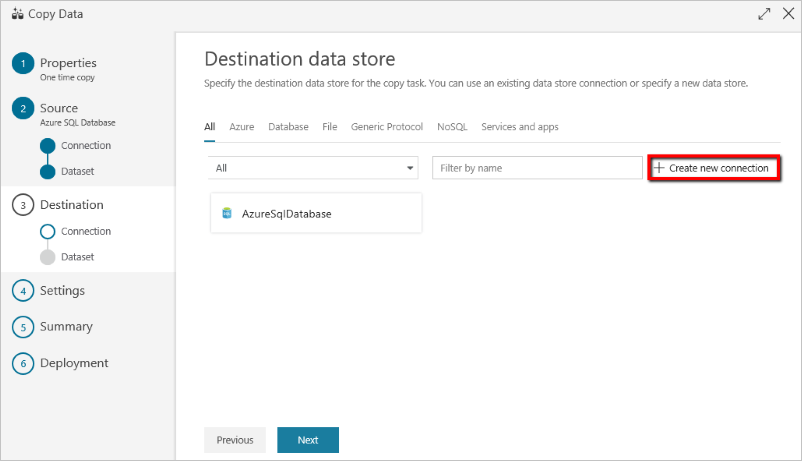 Copy Data
1 Properties
One time copy
2 Source
Azure SQL Database
Connection
Dataset
3 Destination
Connection
Dataset
4 Settings
5 Summary
6 Deployment
Destination data store
Specify the destination data store for the copy task. You can use an existing data store connection or specify a new data store.
All Azure Database File Generic Protocol NoSQL Services and apps
All Filter by name + Create new connection
AzureSqlDatabase
Previous Next